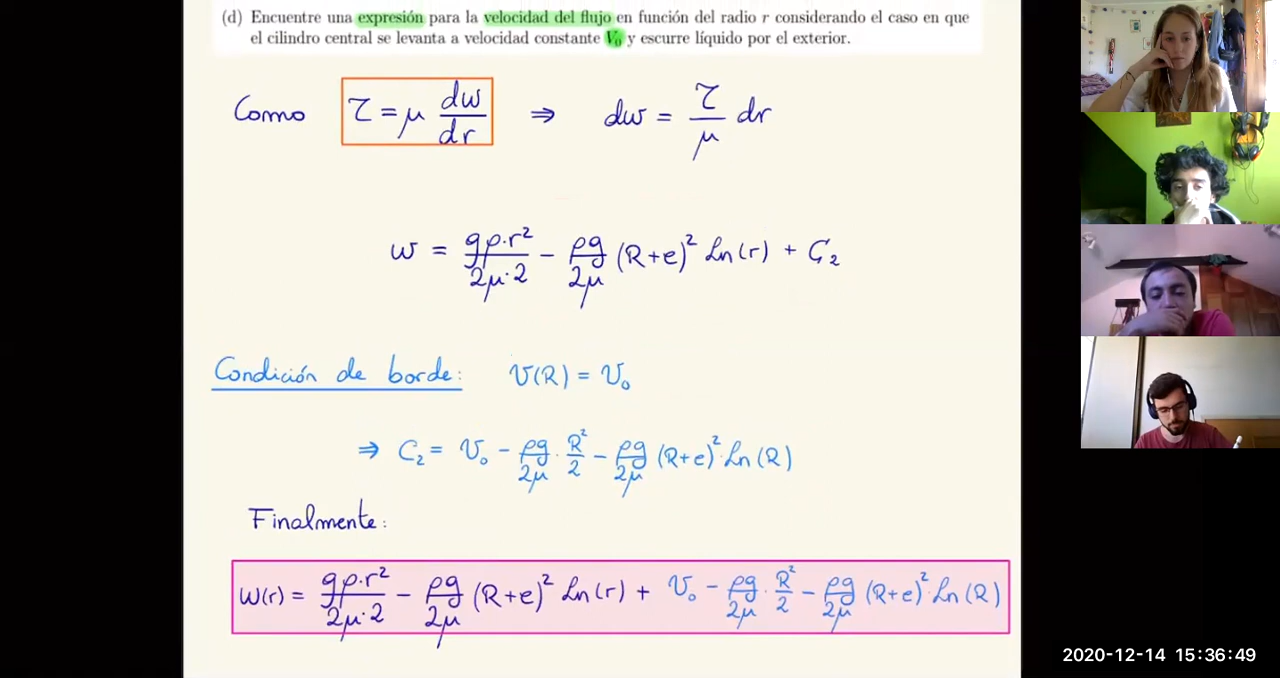 (d) Encuentre una expresión para la velocidad del flujo en función del radio r considerando el caso en que
el cilindro central se levanta a velocidad constante V₀ y escurre líquido por el exterior.
Como τ = μ dw/dr ⇒ dw = τ/μ dr
w = gρ·r²/2μ·2 − ρg/2μ (R+e)² Ln(r) + C₂
Condición de borde: V(R) = V₀
⇒ C₂ = V₀ − ρg/2μ · R²/2 − ρg/2μ (R+e)² Ln(R)
Finalmente:
w(r) = gρ·r²/2μ·2 − ρg/2μ (R+e)² Ln(r) + V₀ − ρg/2μ · R²/2 − ρg/2μ (R+e)² Ln(R)
2020-12-14 15:36:49